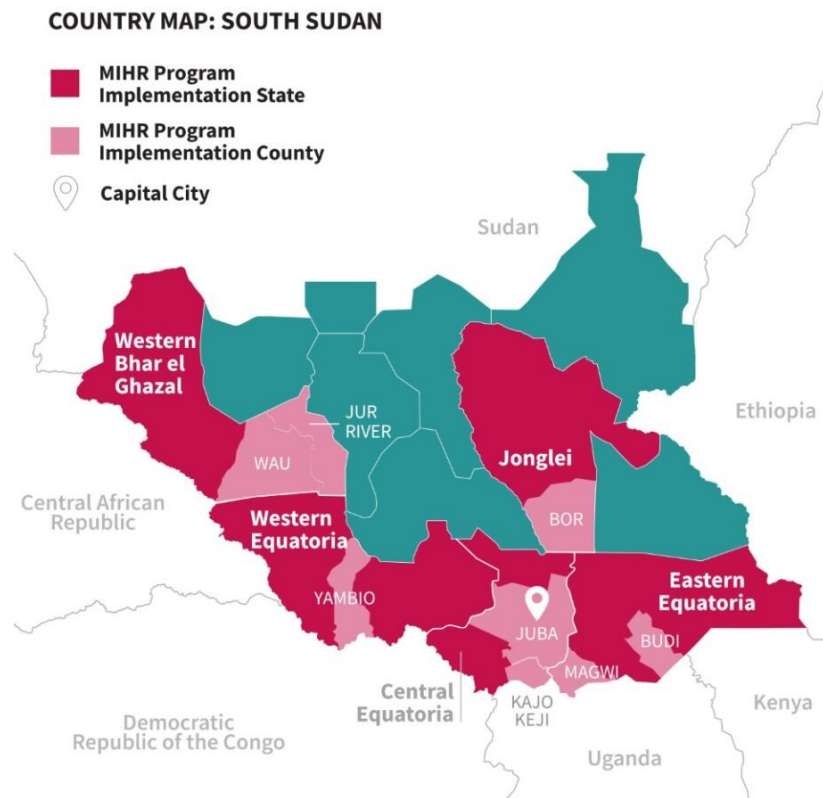 COUNTRY MAP: SOUTH SUDAN
MIHR Program
Implementation State
MIHR Program
Implementation County
Capital City
Sudan
Western
Bhar el
Ghazal
JUR
RIVER
Ethiopia
WAU
Jonglei
Central African
Republic
Western
Equatoria
BOR
YAMBIO
Eastern
Equatoria
JUBA
BUDI
MAGWI
Central
Equatoria
KAJO
KEJI
Kenya
Democratic
Republic of the Congo
Uganda